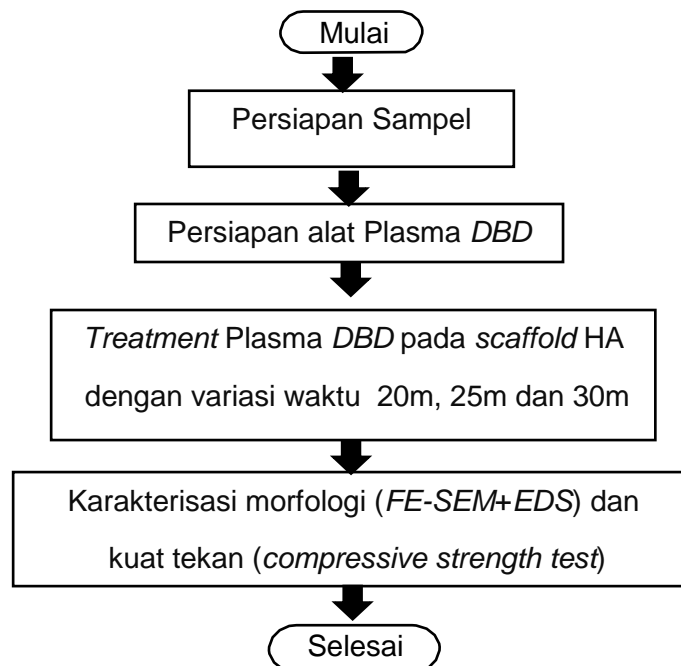 Mulai
Persiapan Sampel
Persiapan alat Plasma DBD
Treatment Plasma DBD pada scaffold HA
dengan variasi waktu 20m, 25m dan 30m
Karakterisasi morfologi (FE-SEM+EDS) dan
kuat tekan (compressive strength test)
Selesai